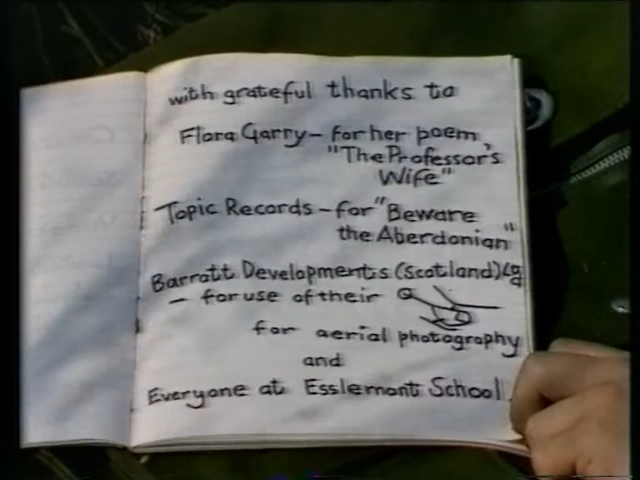 with grateful thanks to
Flora Garry - for her poem,
"The Professor's
Wife"
Topic Records - for "Beware
the Aberdonian"
Barratt Developments (Scotland)
- for use of their
for aerial photography
and
Everyone at Esslemont School